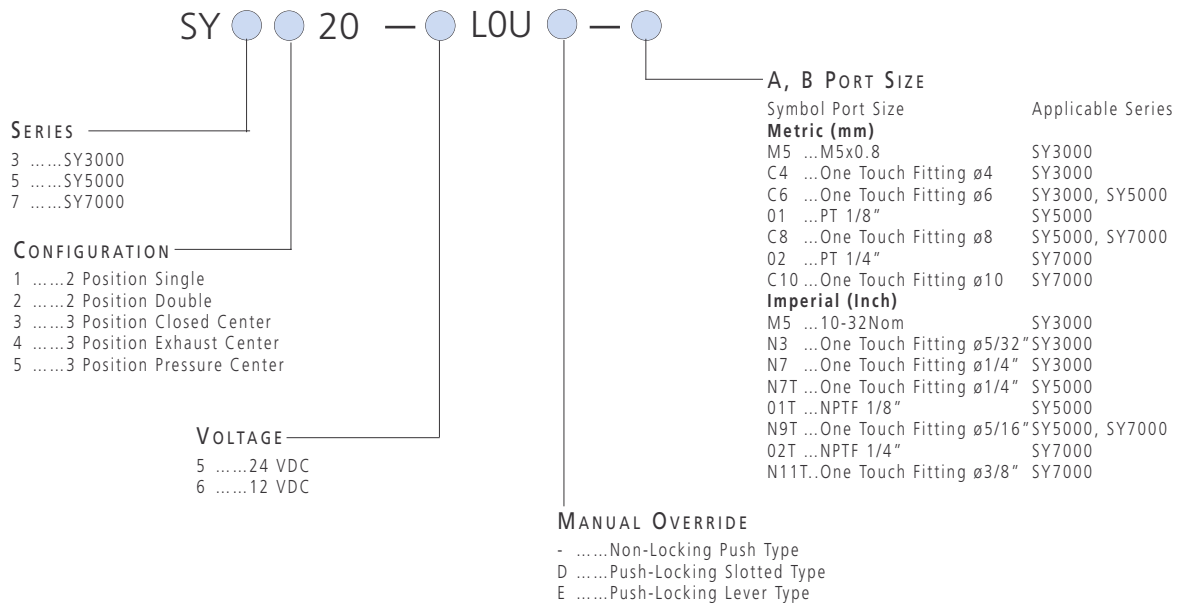 SY 20 — L0U —
SERIES
3 ……SY3000
5 ……SY5000
7 ……SY7000
CONFIGURATION
1 ……2 Position Single
2 ……2 Position Double
3 ……3 Position Closed Center
4 ……3 Position Exhaust Center
5 ……3 Position Pressure Center
VOLTAGE
5 ……24 VDC
6 ……12 VDC
MANUAL OVERRIDE
- ……Non-Locking Push Type
D ……Push-Locking Slotted Type
E ……Push-Locking Lever Type
A, B PORT SIZE
Symbol Port Size Applicable Series
Metric (mm)
M5 …M5x0.8 SY3000
C4 …One Touch Fitting ø4 SY3000
C6 …One Touch Fitting ø6 SY3000, SY5000
01 …PT 1/8” SY5000
C8 …One Touch Fitting ø8 SY5000, SY7000
02 …PT 1/4” SY7000
C10 …One Touch Fitting ø10 SY7000
Imperial (Inch)
M5 …10-32Nom SY3000
N3 …One Touch Fitting ø5/32” SY3000
N7 …One Touch Fitting ø1/4” SY3000
N7T …One Touch Fitting ø1/4” SY5000
01T …NPTF 1/8” SY5000
N9T …One Touch Fitting ø5/16” SY5000, SY7000
02T …NPTF 1/4” SY7000
N11T..One Touch Fitting ø3/8” SY7000